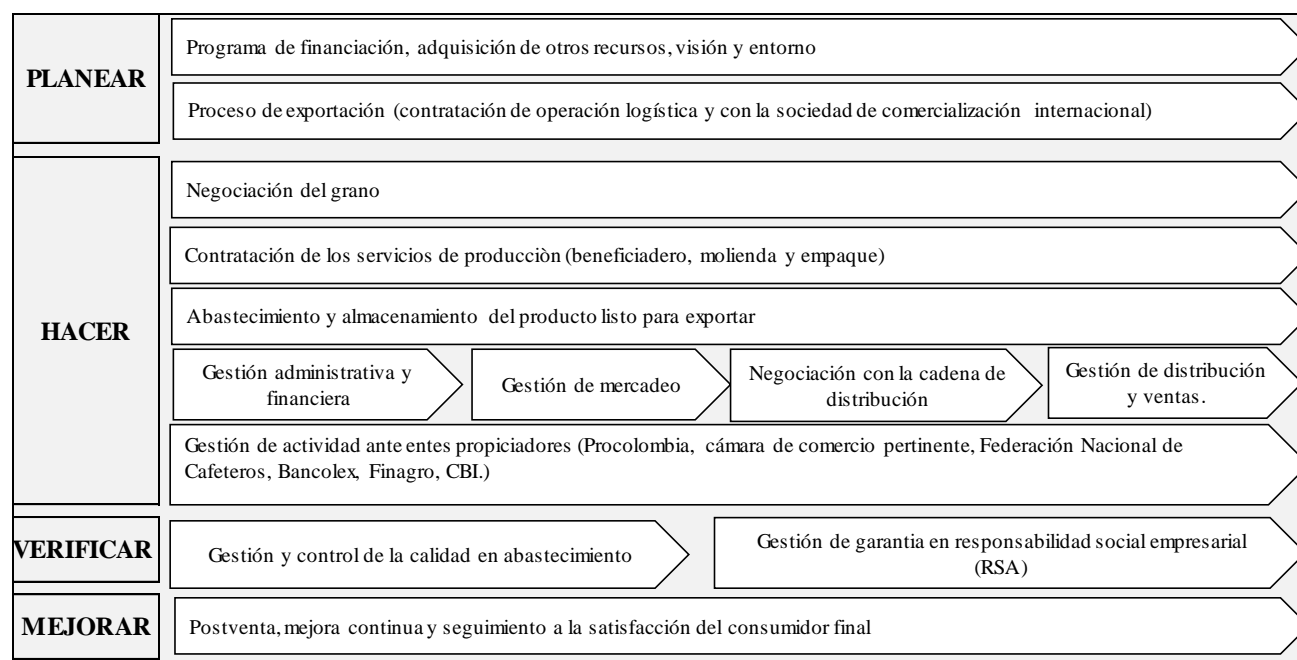 PLANEAR
Programa de financiación, adquisición de otros recursos, visión y entorno
Proceso de exportación (contratación de operación logística y con la sociedad de comercialización internacional)
HACER
Negociación del grano
Contratación de los servicios de producciòn (beneficiadero, molienda y empaque)
Abastecimiento y almacenamiento del producto listo para exportar
Gestión administrativa y
financiera
Gestión de mercadeo
Negociación con la cadena de
distribución
Gestión de distribución
y ventas.
Gestión de actividad ante entes propiciadores (Procolombia, cámara de comercio pertinente, Federación Nacional de
Cafeteros, Bancolex, Finagro, CBI.)
VERIFICAR
Gestión y control de la calidad en abastecimiento
Gestión de garantia en responsabilidad social empresarial
(RSA)
MEJORAR
Postventa, mejora continua y seguimiento a la satisfacción del consumidor final